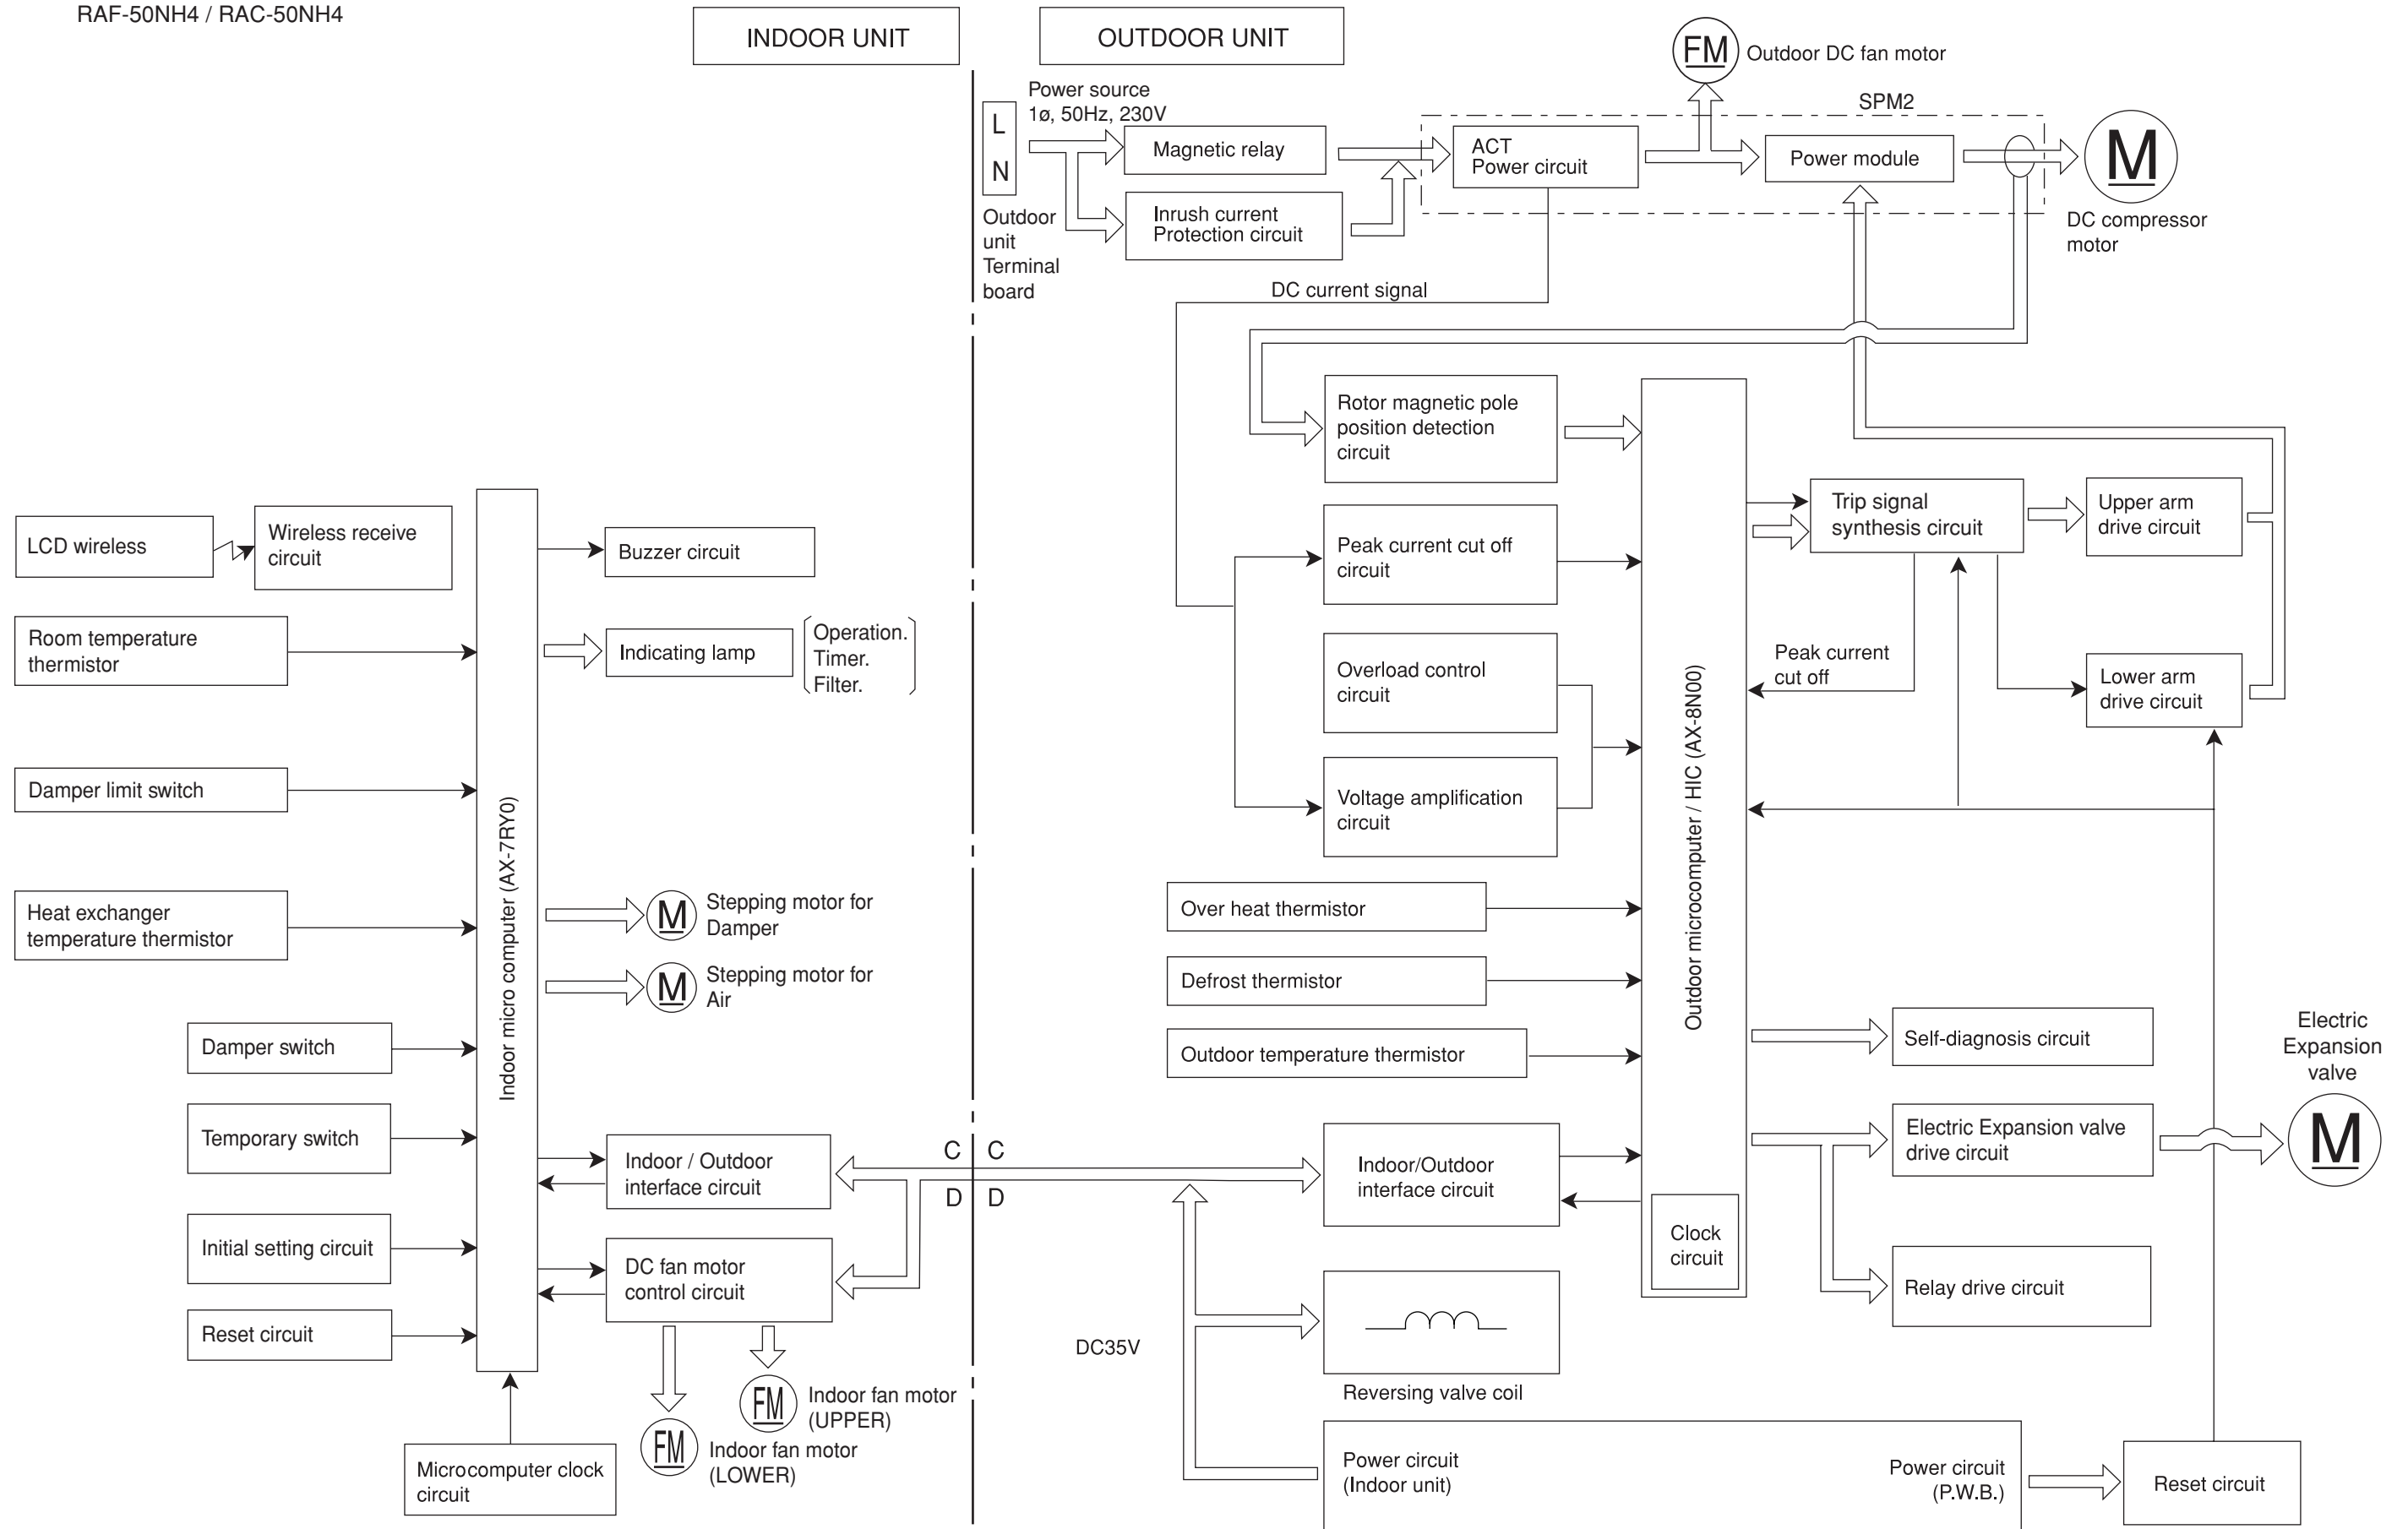 RAF-50NH4 / RAC-50NH4
INDOOR UNIT
OUTDOOR UNIT
FM
Outdoor DC fan motor
Power source
1ø, 50Hz, 230V
L
N
Outdoor
unit
Terminal
board
Magnetic relay
Inrush current
Protection circuit
SPM2
ACT
Power circuit
Power module
M
DC compressor
motor
DC current signal
Rotor magnetic pole
position detection
circuit
Peak current cut off
circuit
Overload control
circuit
Voltage amplification
circuit
Outdoor microcomputer / HIC (AX-8N00)
Trip signal
synthesis circuit
Upper arm
drive circuit
Peak current
cut off
Lower arm
drive circuit
LCD wireless
Wireless receive
circuit
Room temperature
thermistor
Damper limit switch
Heat exchanger
temperature thermistor
Damper switch
Temporary switch
Initial setting circuit
Reset circuit
Indoor micro computer (AX-7RY0)
Microcomputer clock
circuit
Buzzer circuit
Indicating lamp
Operation.
Timer.
Filter.
M
Stepping motor for
Damper
M
Stepping motor for
Air
Indoor / Outdoor
interface circuit
DC fan motor
control circuit
FM
Indoor fan motor
(UPPER)
FM
Indoor fan motor
(LOWER)
C
C
D
D
Over heat thermistor
Defrost thermistor
Outdoor temperature thermistor
Indoor/Outdoor
interface circuit
Clock
circuit
DC35V
Reversing valve coil
Self-diagnosis circuit
Electric Expansion valve
drive circuit
Relay drive circuit
Electric
Expansion
valve
M
Power circuit
(Indoor unit)
Power circuit
(P.W.B.)
Reset circuit